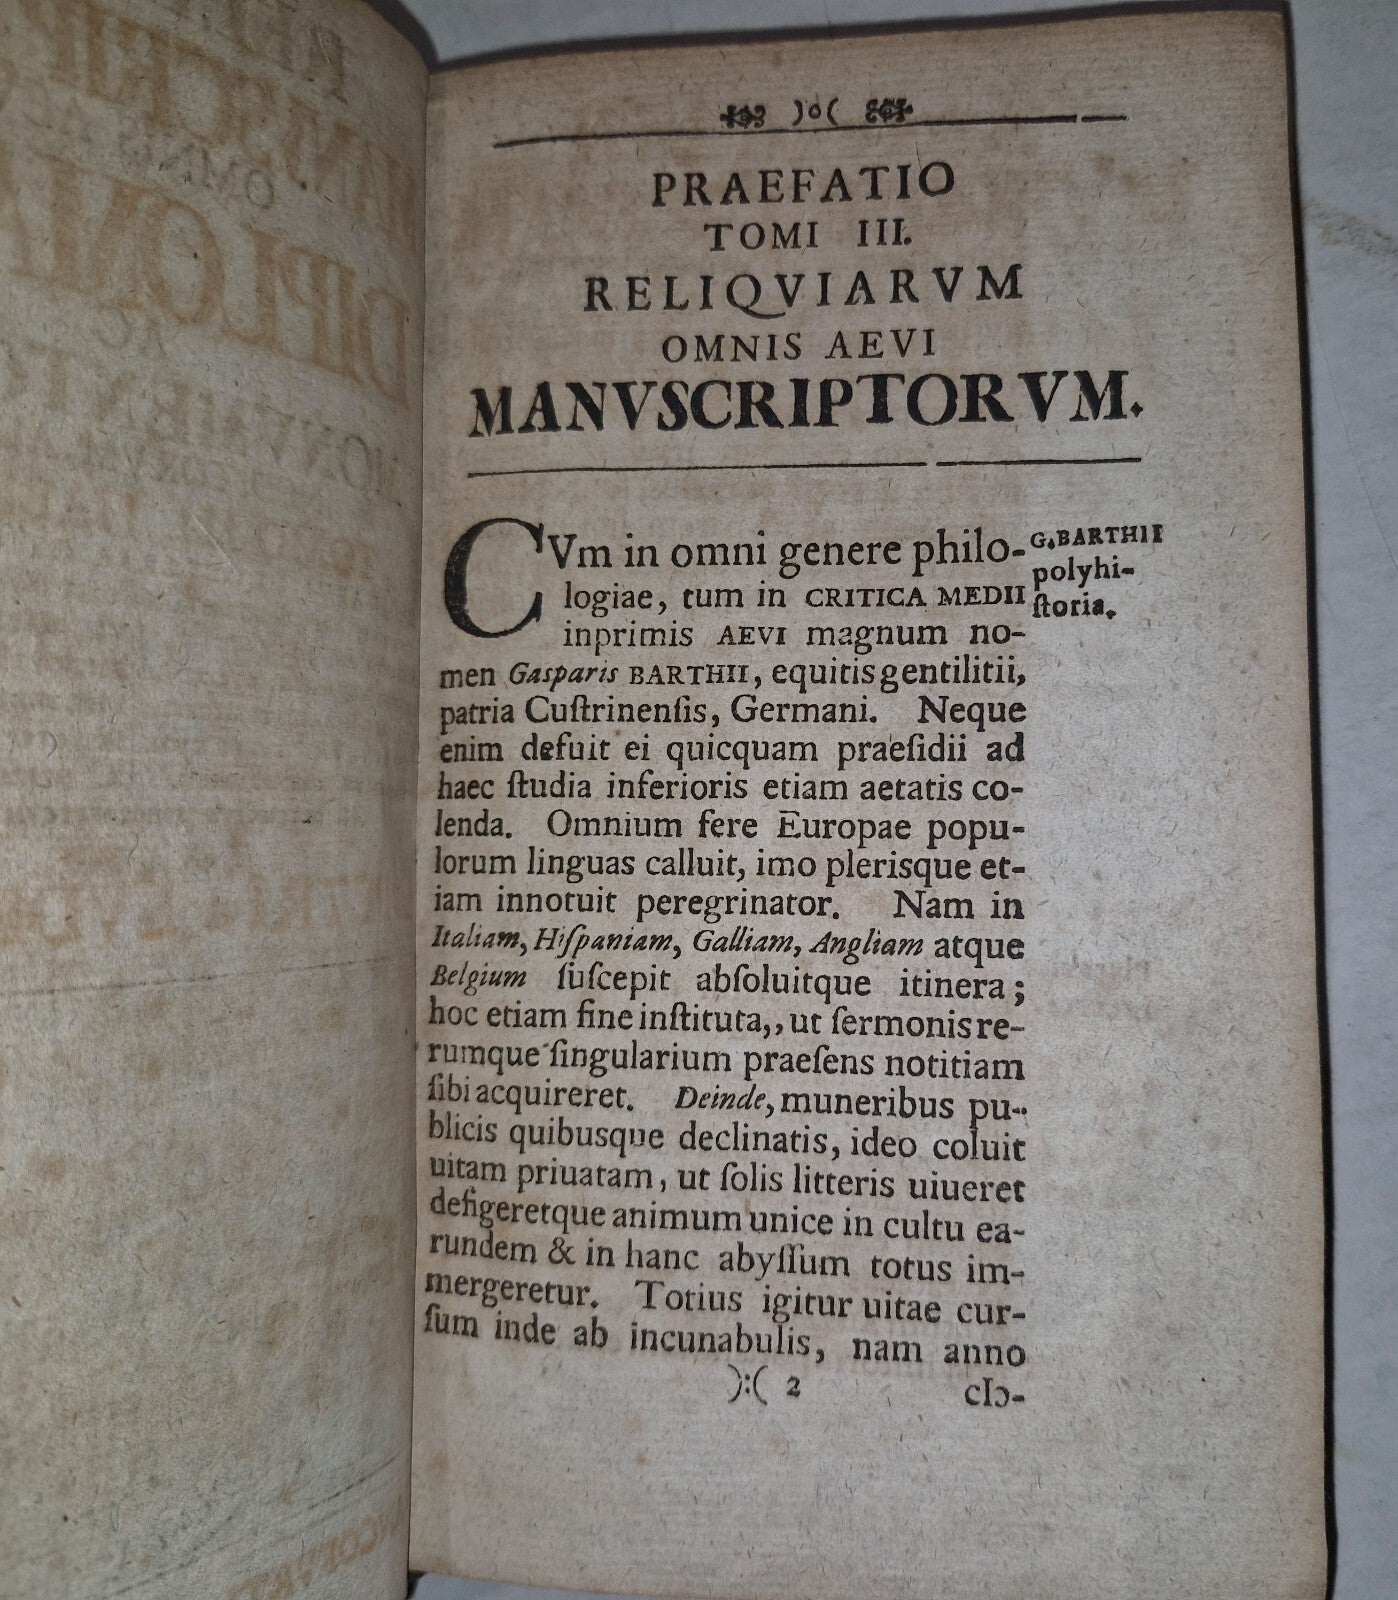 )o(
PRAEFATIO
TOMI III.
RELIQVIARVM
OMNIS AEVI
MANVSCRIPTORVM.
CVm in omni genere philo-
logiae, tum in CRITICA MEDII
inprimis AEVI magnum no-
men Gasparis BARTHII, equitis gentilitii,
patria Cuſtrinenſis, Germani. Neque
enim defuit ei quicquam praeſidii ad
haec ſtudia inferioris etiam aetatis co-
lenda. Omnium fere Europae popu-
lorum linguas calluit, imo plerisque et-
iam innotuit peregrinator. Nam in
Italiam, Hiſpaniam, Galliam, Angliam atque
Belgium ſuſcepit abſoluitque itinera;
hoc etiam fine inſtituta,, ut ſermonis re-
rumque ſingularium praeſens notitiam
ſibi acquireret. Deinde, muneribus pu-
blicis quibusque declinatis, ideo coluit
uitam priuatam, ut ſolis litteris uiueret
defigeretque animum unice in cultu ea-
rundem & in hanc abyſſum totus im-
mergeretur. Totius igitur uitae cur-
ſum inde ab incunabulis, nam anno
):( 2
cIↄ-
G. BARTHII
polyhi-
ſtoria.